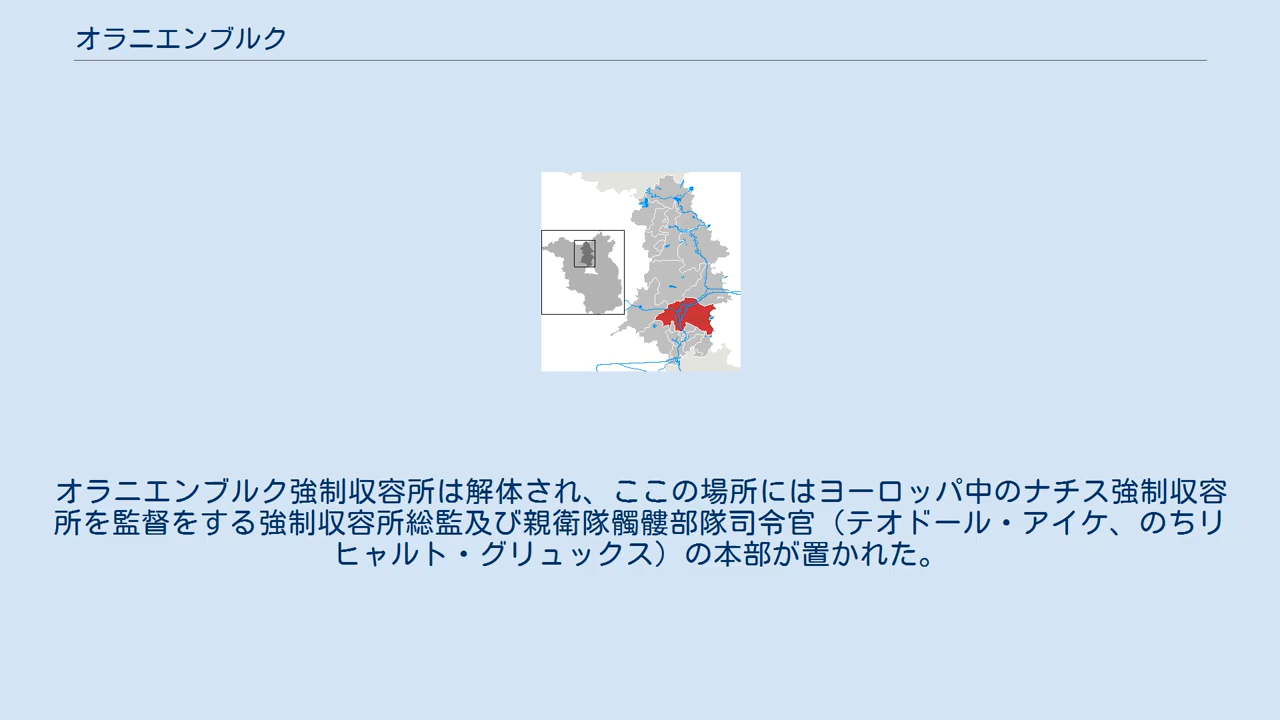 オラニエンブルク
オラニエンブルク強制収容所は解体され、ここの場所にはヨーロッパ中のナチス強制収容
所を監督をする強制収容所総監及び親衛隊髑髏部隊司令官（テオドール・アイケ、のちリ
ヒャルト・グリュックス）の本部が置かれた。